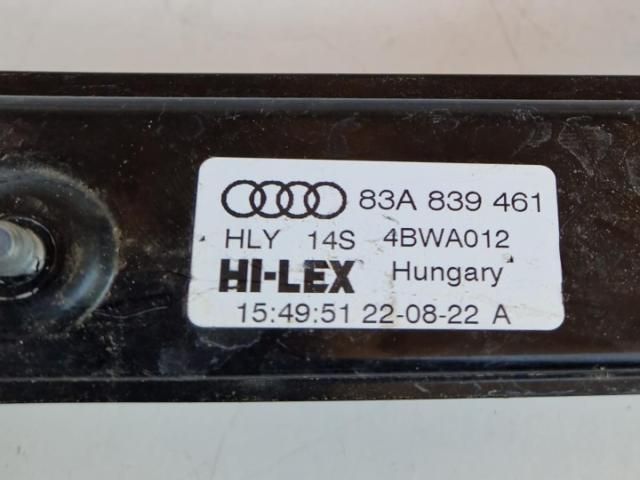 83A 839 461
HLY 14S 4BWA012
HI-LEX Hungary
15:49:51 22-08-22 A